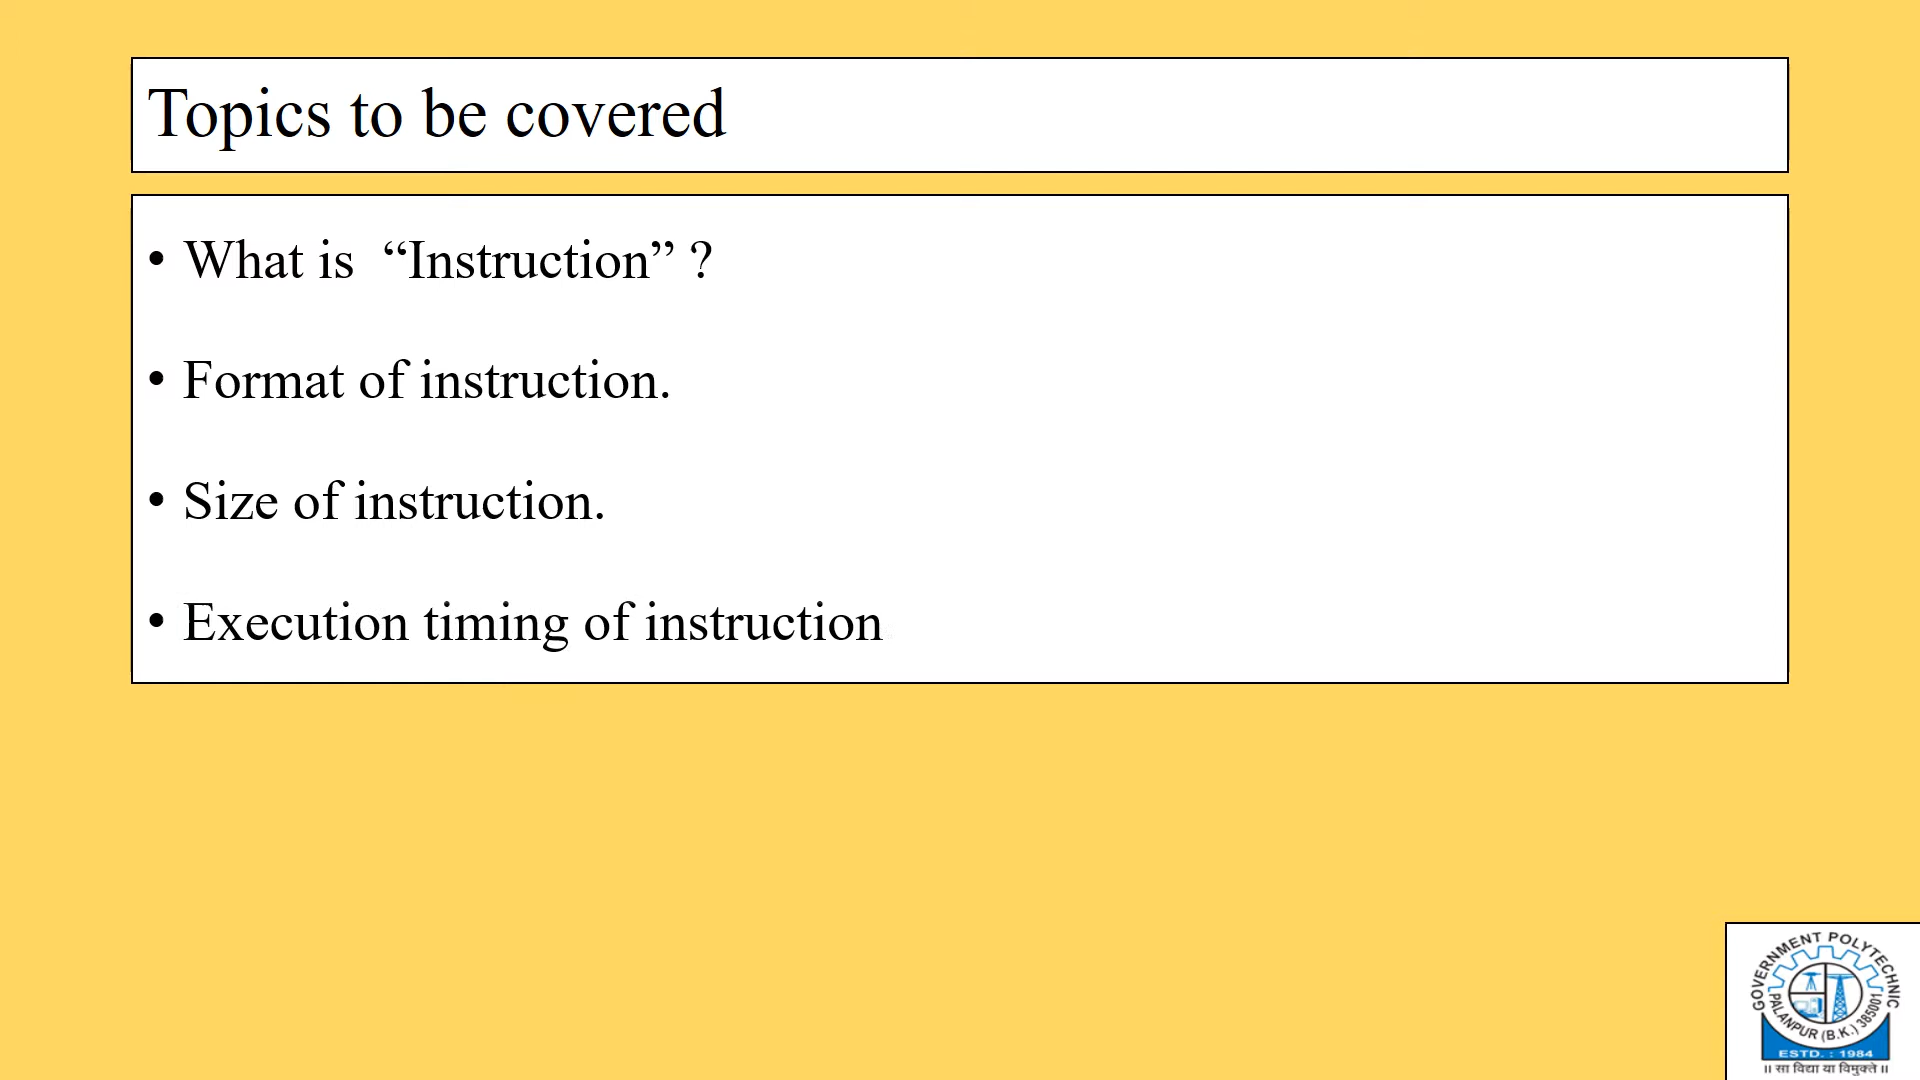 Topics to be covered
• What is  “Instruction” ?
• Format of instruction.
• Size of instruction.
• Execution timing of instruction
GOVERNMENT POLYTECHNIC
PALANPUR (B.K.) 385001
ESTD. : 1984
॥ सा विद्या या विमुक्ते ॥